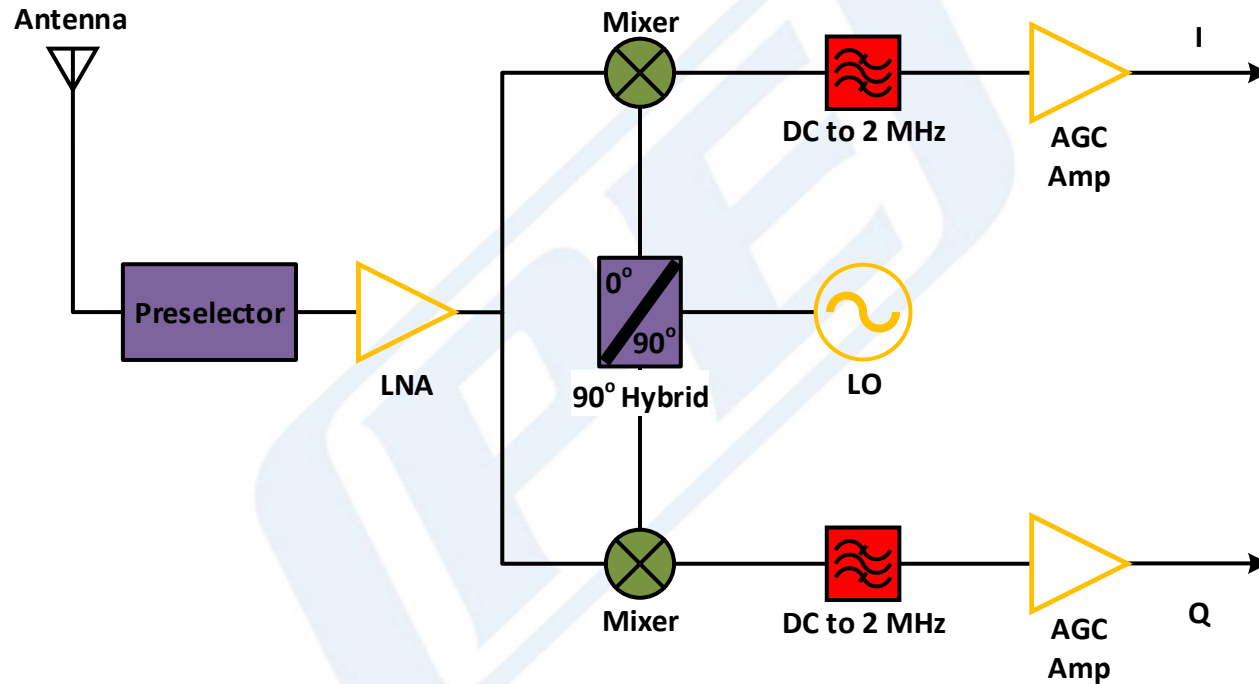 Antenna
Mixer
I
DC to 2 MHz
AGC
Amp
0°
90°
Preselector
LNA
90° Hybrid
LO
Mixer
DC to 2 MHz
AGC
Amp
Q